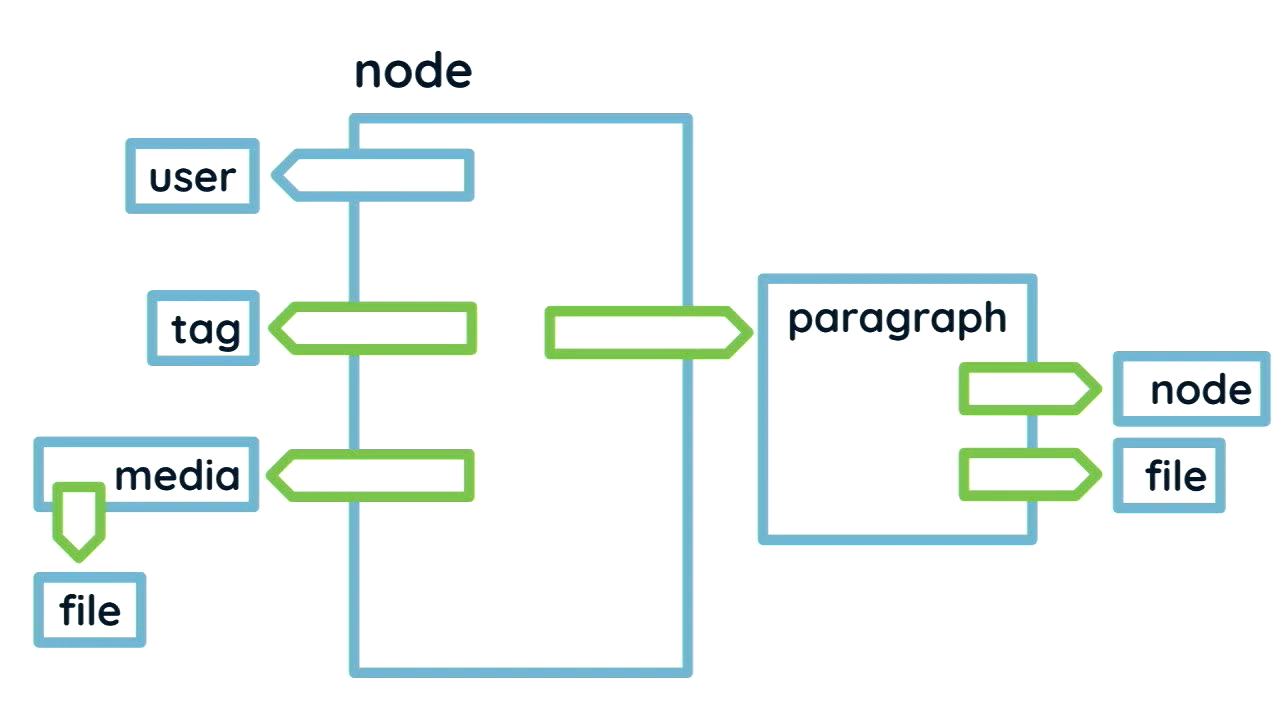 node
user
tag
paragraph
node
media
file
file